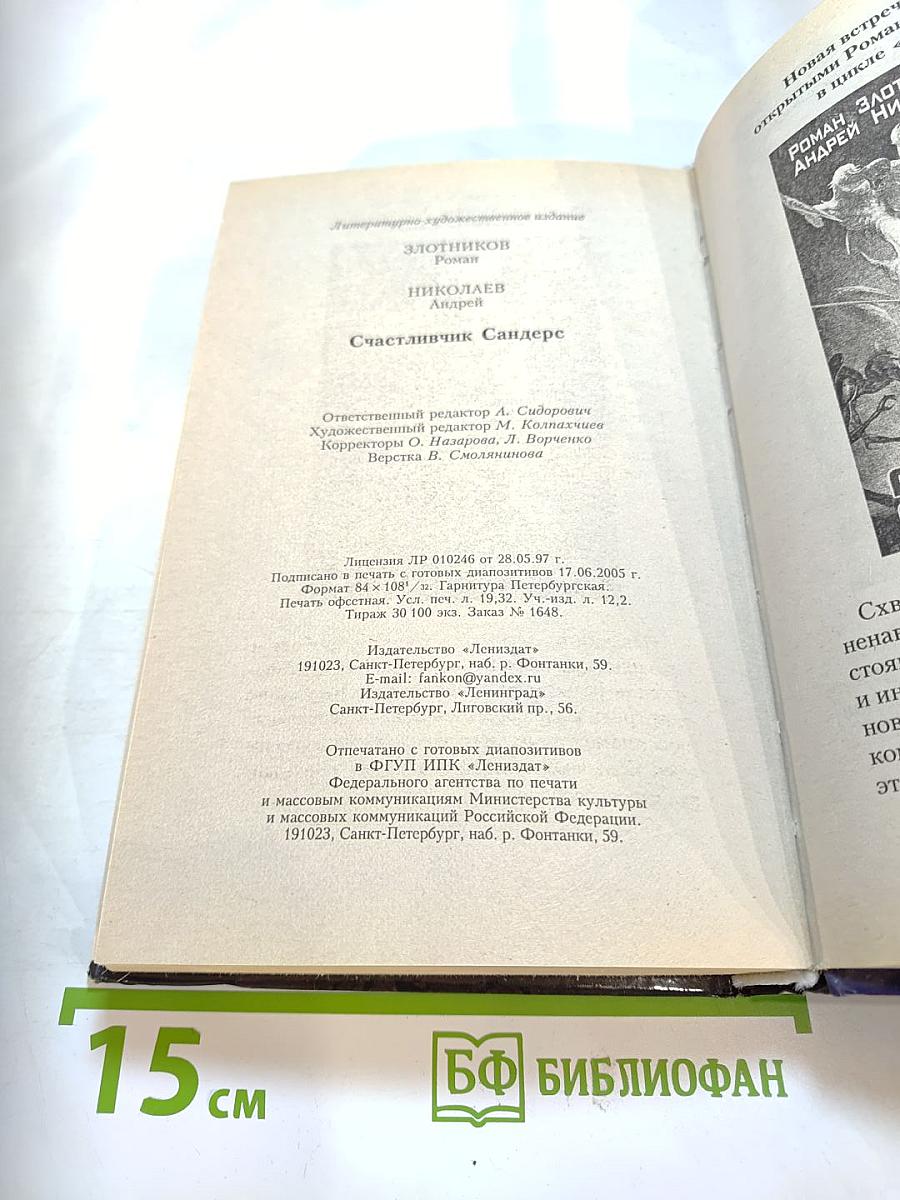 Литературно-художественное издание
ЗЛОТНИКОВ
Роман
НИКОЛАЕВ
Андрей
Счастливчик Сандерс
Ответственный редактор А. Сидорович
Художественный редактор М. Колпахчиев
Корректоры О. Назарова, Л. Ворченко
Верстка В. Смолянинова
Лицензия ЛР 010246 от 28.05.97 г.
Подписано в печать с готовых диапозитивов 17.06.2005 г.
Формат 84 × 108¹/₃₂. Гарнитура Петербургская.
Печать офсетная. Усл. печ. л. 19,32. Уч.-изд. л. 12,2.
Тираж 30 100 экз. Заказ № 1648.
Издательство «Лениздат»
191023, Санкт-Петербург, наб. р. Фонтанки, 59.
E-mail: fankon@yandex.ru
Издательство «Ленинград»
Санкт-Петербург, Лиговский пр., 56.
Отпечатано с готовых диапозитивов
в ФГУП ИПК «Лениздат»
Федерального агентства по печати
и массовым коммуникациям Министерства культуры
и массовых коммуникаций Российской Федерации.
191023, Санкт-Петербург, наб. р. Фонтанки, 59.
Новая встреч
открытыми Роман
в цикле
РОМАН ЗЛОТ
АНДРЕЙ НИ
Схв
ненав
стоя
и ин
нов
ко
эт
15 см
БФ БИБЛИОФАН